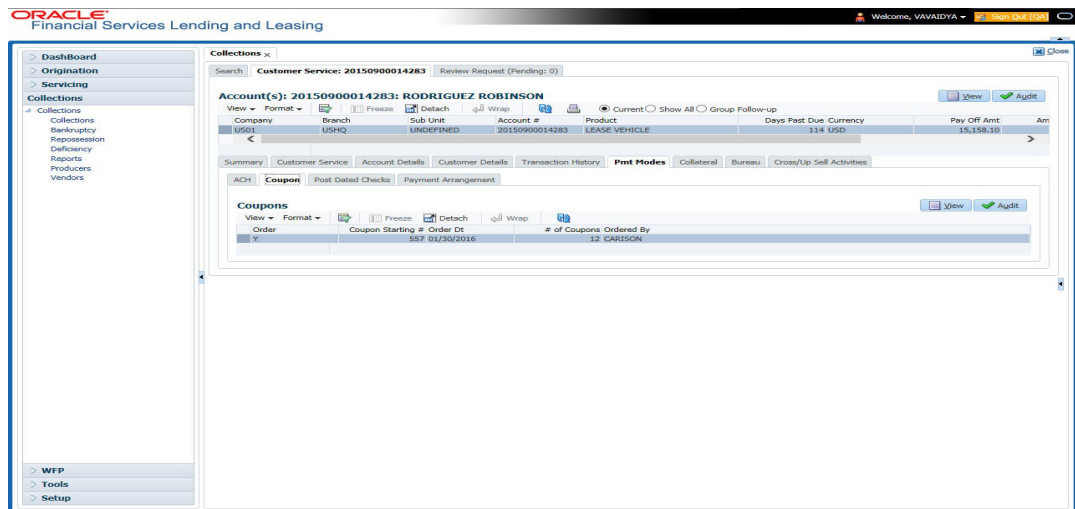 ORACLE
Financial Services Lending and Leasing
Welcome, VAVAIDYA Sign Out [QA]
Close
DashBoard
Origination
Servicing
Collections
Collections
Collections
Bankruptcy
Repossession
Deficiency
Reports
Producers
Vendors
WFP
Tools
Setup
Collections x
Search Customer Service: 20150900014283 Review Request (Pending: 0)
Account(s): 20150900014283: RODRIGUEZ ROBINSON View Audit
View Format Freeze Detach Wrap Current Show All Group Follow-up
Company Branch Sub Unit Account # Product Days Past Due Currency Pay Off Amt Am
US01 USHQ UNDEFINED 20150900014283 LEASE VEHICLE 114 USD 15,158.10
Summary Customer Service Account Details Customer Details Transaction History Pmt Modes Collateral Bureau Cross/Up Sell Activities
ACH Coupon Post Dated Checks Payment Arrangement
Coupons View Audit
View Format Freeze Detach Wrap
Order Coupon Starting # Order Dt # of Coupons Ordered By
Y 557 01/30/2016 12 CARISON